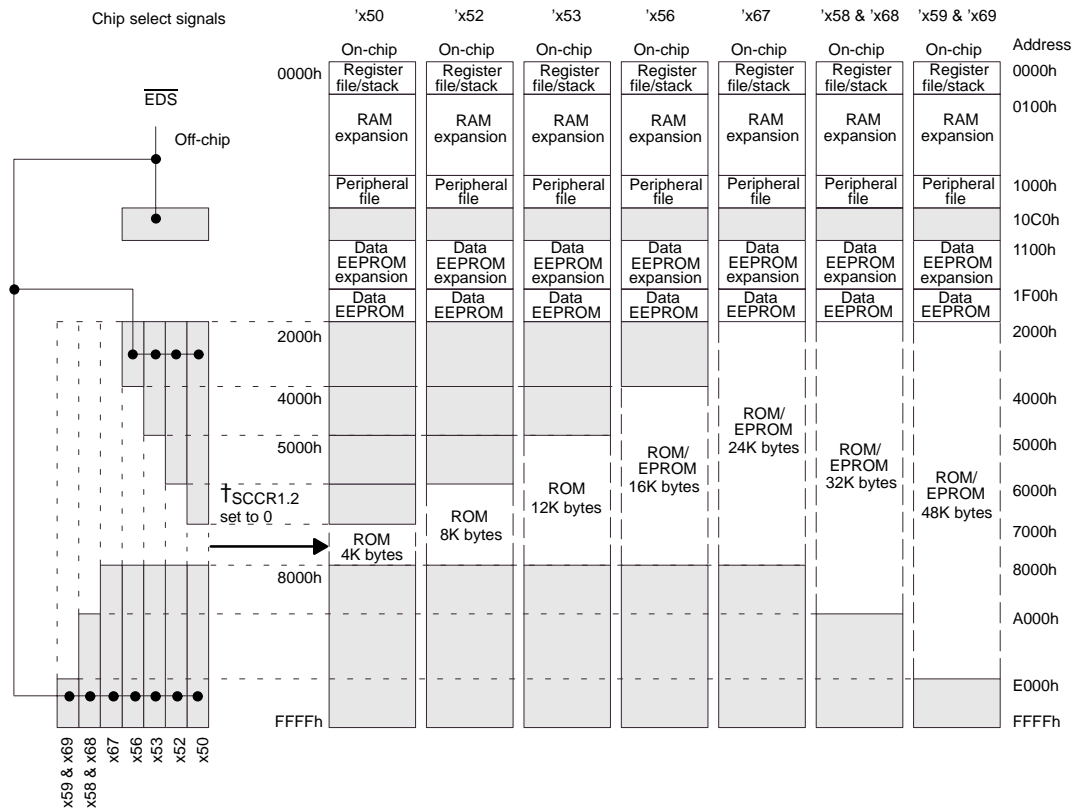 Chip select signals
'x50
'x52
'x53
'x56
'x67
'x58 & 'x68
'x59 & 'x69
On-chip
On-chip
On-chip
On-chip
On-chip
On-chip
On-chip
Address
0000h
Register
file/stack
Register
file/stack
Register
file/stack
Register
file/stack
Register
file/stack
Register
file/stack
Register
file/stack
0000h
EDS
Off-chip
RAM
expansion
RAM
expansion
RAM
expansion
RAM
expansion
RAM
expansion
RAM
expansion
RAM
expansion
0100h
Peripheral
file
Peripheral
file
Peripheral
file
Peripheral
file
Peripheral
file
Peripheral
file
Peripheral
file
1000h
10C0h
Data
EEPROM
expansion
Data
EEPROM
expansion
Data
EEPROM
expansion
Data
EEPROM
expansion
Data
EEPROM
expansion
Data
EEPROM
expansion
Data
EEPROM
expansion
1100h
Data
EEPROM
Data
EEPROM
Data
EEPROM
Data
EEPROM
Data
EEPROM
Data
EEPROM
Data
EEPROM
1F00h
2000h
2000h
4000h
4000h
5000h
5000h
†SCCR1.2
set to 0
ROM
4K bytes
ROM
8K bytes
ROM
12K bytes
ROM/
EPROM
16K bytes
ROM/
EPROM
24K bytes
ROM/
EPROM
32K bytes
ROM/
EPROM
48K bytes
6000h
7000h
8000h
8000h
A000h
E000h
FFFFh
FFFFh
x59 & x69
x58 & x68
x67
x56
x53
x52
x50